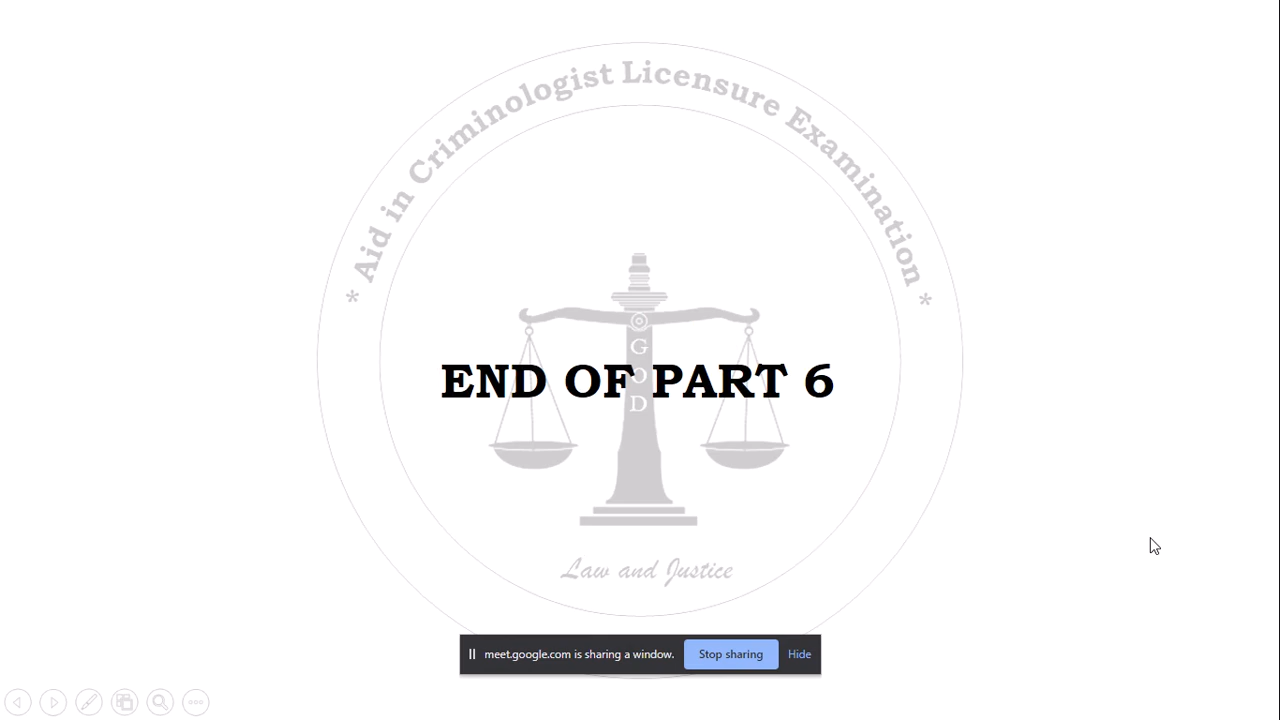 * Aid in Criminologist Licensure Examination *
G
O
D
END OF PART 6
Law and Justice
meet.google.com is sharing a window. Stop sharing Hide